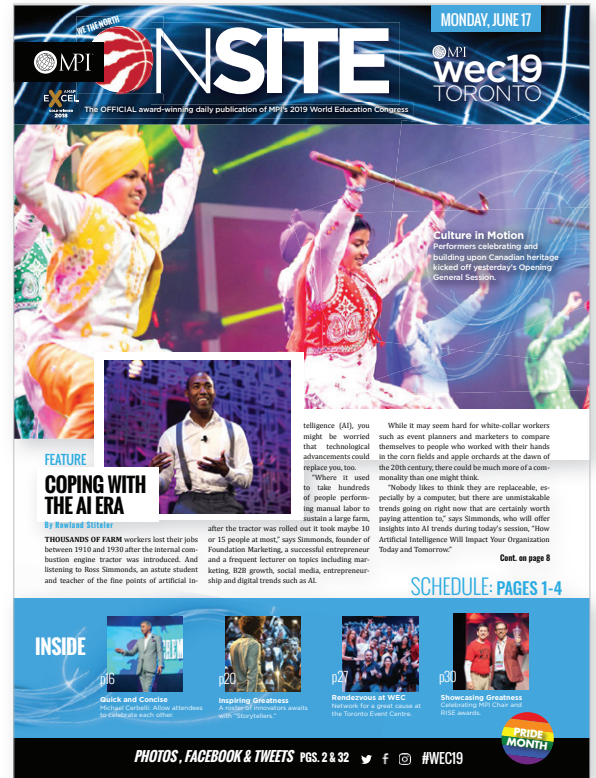 MONDAY, JUNE 17
WE THE NORTH
MPI
ONSITE
MPI
wec19
TORONTO
AM&P
EXCEL
GOLD WINNER
2018
The OFFICIAL award-winning daily publication of MPI's 2019 World Education Congress
Culture in Motion
Performers celebrating and
building upon Canadian heritage
kicked off yesterday's Opening
General Session.
FEATURE
COPING WITH
THE AI ERA
By Rowland Stiteler
THOUSANDS OF FARM workers lost their jobs
between 1910 and 1930 after the internal com-
bustion engine tractor was introduced. And
listening to Ross Simmonds, an astute student
and teacher of the fine points of artificial in-
telligence (AI), you
might be worried
that technological
advancements could
replace you, too.
"Where it used
to take hundreds
of people perform-
ing manual labor to
sustain a large farm,
after the tractor was rolled out it took maybe 10
or 15 people at most," says Simmonds, founder of
Foundation Marketing, a successful entrepreneur
and a frequent lecturer on topics including mar-
keting, B2B growth, social media, entrepreneur-
ship and digital trends such as AI.
While it may seem hard for white-collar workers
such as event planners and marketers to compare
themselves to people who worked with their hands
in the corn fields and apple orchards at the dawn of
the 20th century, there could be much more of a com-
monality than one might think.
"Nobody likes to think they are replaceable, es-
pecially by a computer, but there are unmistakable
trends going on right now that are certainly worth
paying attention to," says Simmonds, who will offer
insights into AI trends during today's session, "How
Artificial Intelligence Will Impact Your Organization
Today and Tomorrow."
Cont. on page 8
SCHEDULE: PAGES 1-4
INSIDE
p16
Quick and Concise
Michael Cerbelli: Allow attendees
to celebrate each other.
p20
Inspiring Greatness
A roster of innovators awaits
with "Storytellers."
p27
Rendezvous at WEC
Network for a great cause at
the Toronto Event Centre.
p30
Showcasing Greatness
Celebrating MPI Chair and
RISE awards.
PRIDE
MONTH
PHOTOS, FACEBOOK & TWEETS PGS. 2 & 32 #WEC19